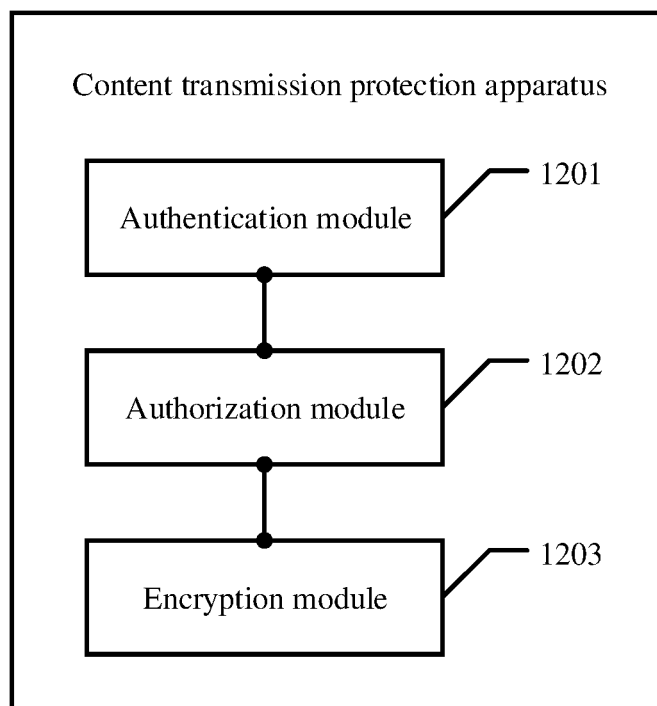 Content transmission protection apparatus
1201
Authentication module
1202
Authorization module
1203
Encryption module